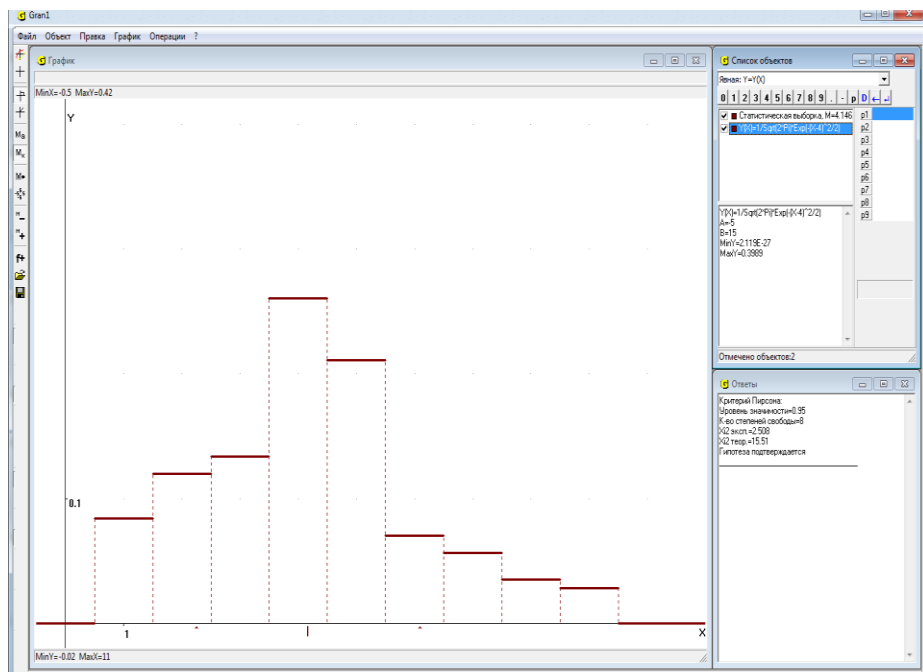 Gran1
Файл Объект Правка График Операции ?
График
MinX=-0.5 MaxY=0.42
Y
0.1
1
X
MinY=-0.02 MaxX=11
Список объектов
Явная: Y=Y(X)
0 1 2 3 4 5 6 7 8 9 . - p D
Статистическая выборка, M=4.146
Y(X)=1/Sqrt(2*Pi)*Exp(-(X-4)^2/2)
p1
p2
p3
p4
p5
p6
p7
p8
p9
Y(X)=1/Sqrt(2*Pi)*Exp(-(X-4)^2/2)
A=-5
B=15
MinY=2.119E-27
MaxY=0.3989
Отмечено объектов:2
Ответы
Критерий Пирсона:
Уровень значимости=0.95
К-во степеней свободы=8
Xi2 эксп.=2.508
Xi2 теор.=15.51
Гипотеза подтверждается